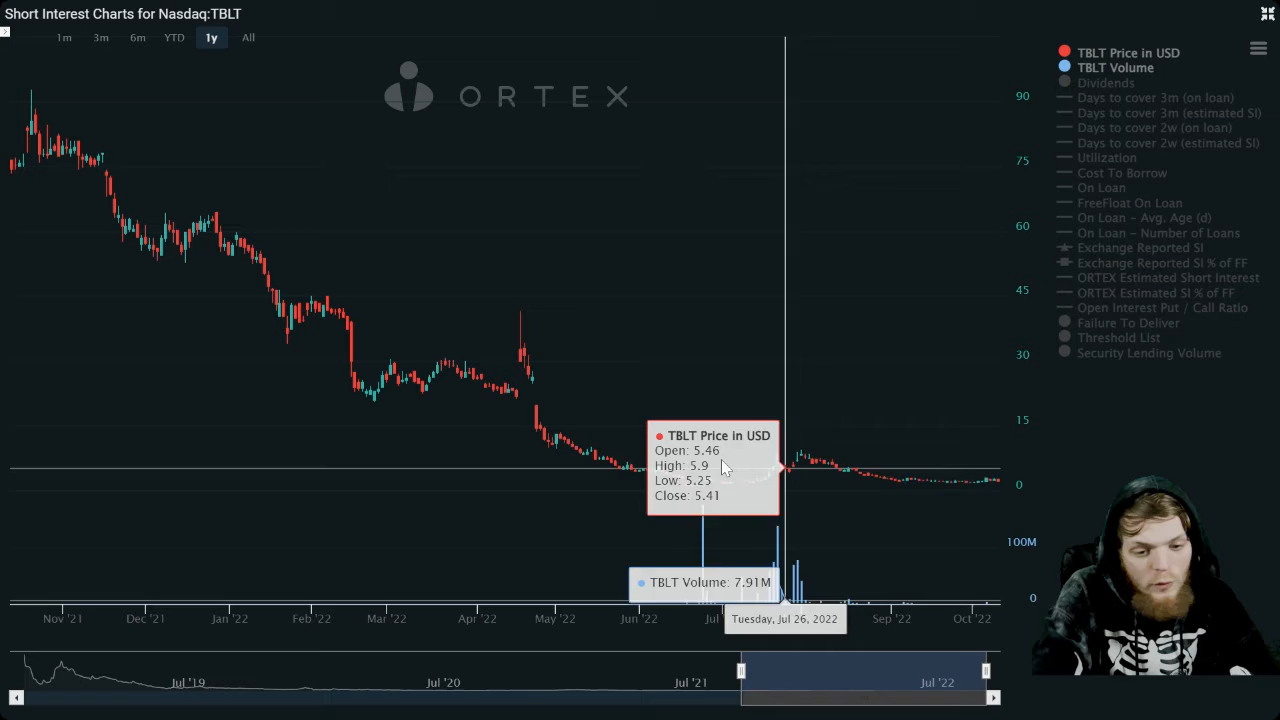 Short Interest Charts for Nasdaq:TBLT
1m 3m 6m YTD 1y All
ORTEX
TBLT Price in USD
TBLT Volume
Dividends
Days to cover 3m (on loan)
Days to cover 3m (estimated SI)
Days to cover 2w (on loan)
Days to cover 2w (estimated SI)
Utilization
Cost To Borrow
On Loan
FreeFloat On Loan
On Loan - Avg. Age (d)
On Loan - Number of Loans
Exchange Reported SI
Exchange Reported SI % of FF
ORTEX Estimated Short Interest
ORTEX Estimated SI % of FF
Open Interest Put / Call Ratio
Failure To Deliver
Threshold List
Security Lending Volume
90
75
60
45
30
15
0
100M
0
TBLT Price in USD
Open: 5.46
High: 5.9
Low: 5.25
Close: 5.41
TBLT Volume: 7.91M
Nov '21 Dec '21 Jan '22 Feb '22 Mar '22 Apr '22 May '22 Jun '22 Jul Sep '22 Oct '22
Tuesday, Jul 26, 2022
Jul '19 Jul '20 Jul '21 Jul '22